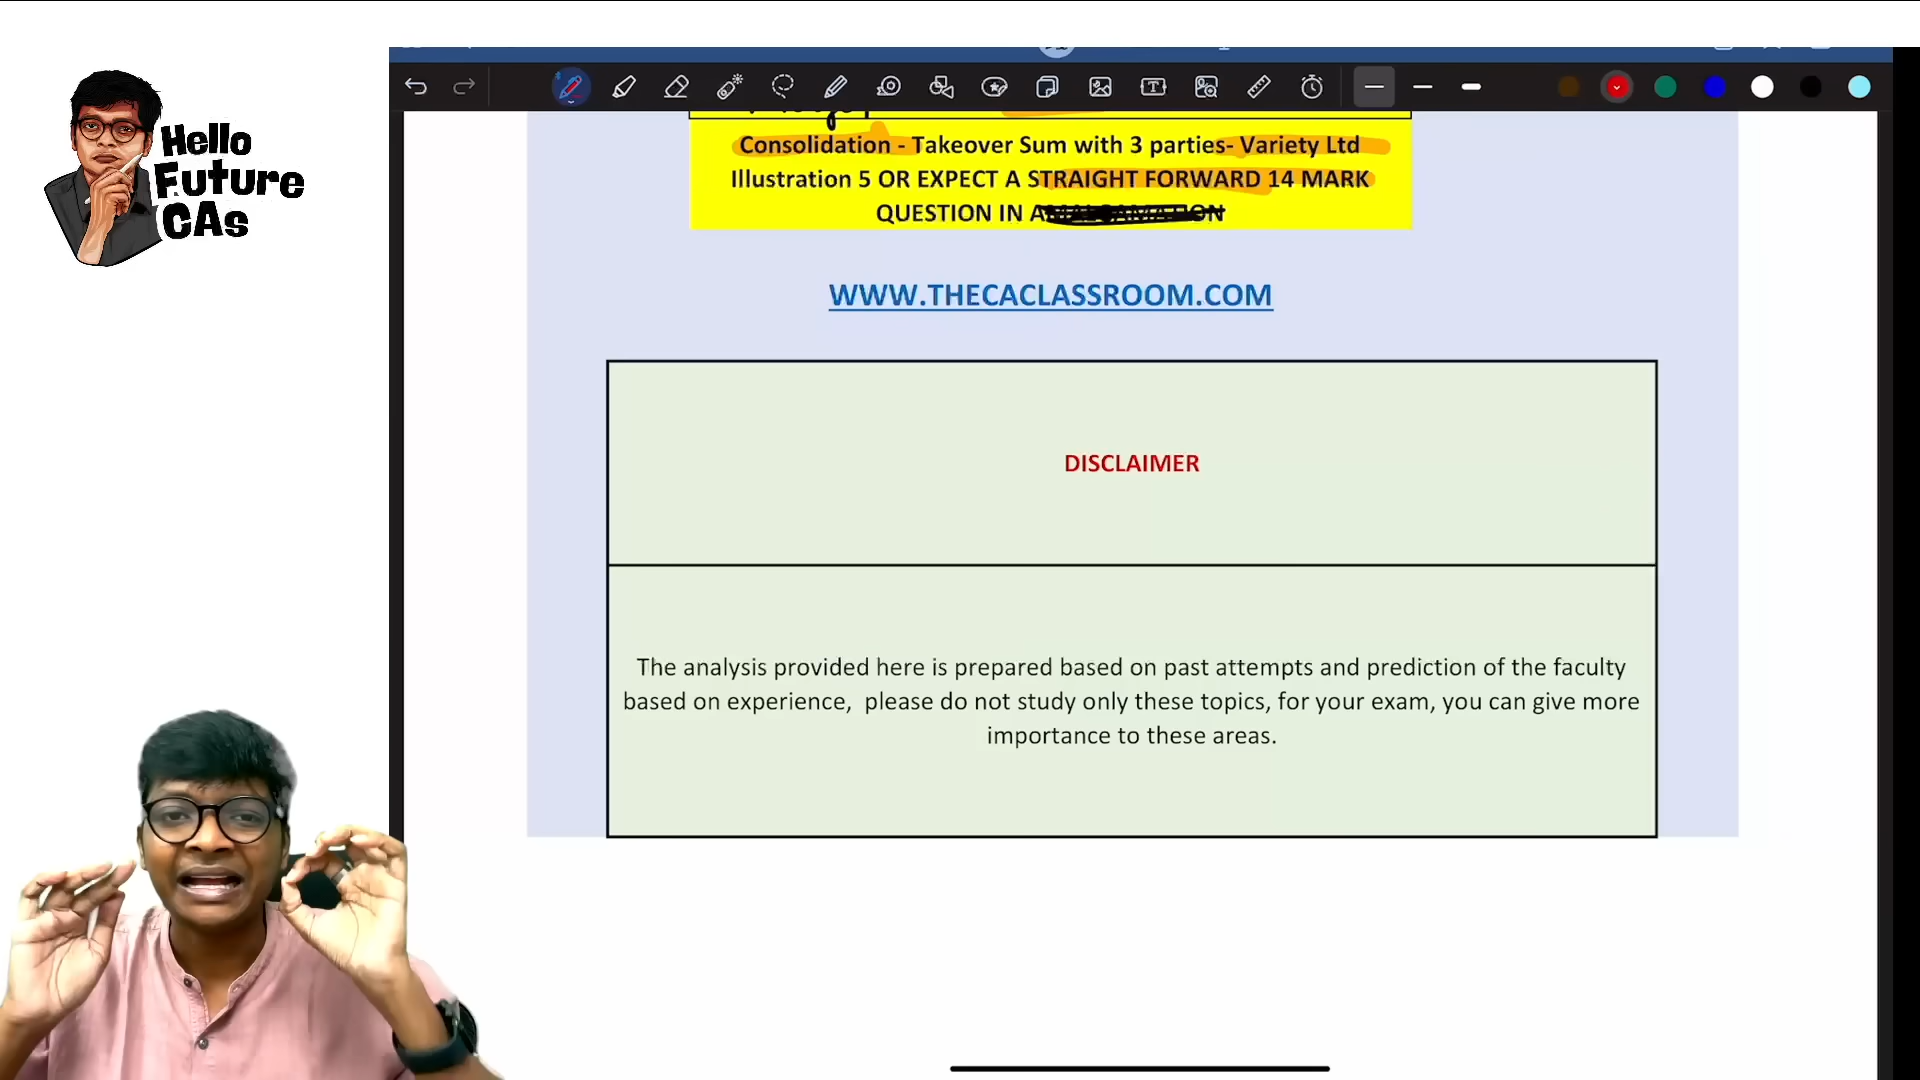 Hello
Future
CAs
Consolidation - Takeover Sum with 3 parties- Variety Ltd
Illustration 5 OR EXPECT A STRAIGHT FORWARD 14 MARK
QUESTION IN AMALGAMATION
WWW.THECACLASSROOM.COM
DISCLAIMER
The analysis provided here is prepared based on past attempts and prediction of the faculty
based on experience, please do not study only these topics, for your exam, you can give more
importance to these areas.